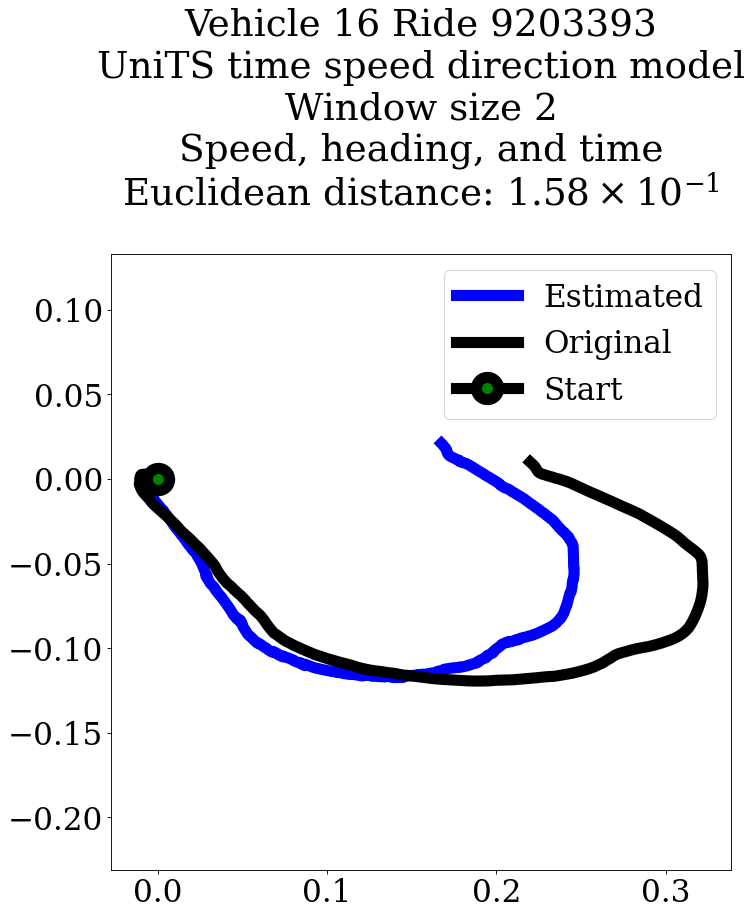 Vehicle 16 Ride 9203393
UniTS time speed direction model
Window size 2
Speed, heading, and time
Euclidean distance: 1.58 × 10⁻¹
Estimated
Original
Start
0.10
0.05
0.00
−0.05
−0.10
−0.15
−0.20
0.0 0.1 0.2 0.3